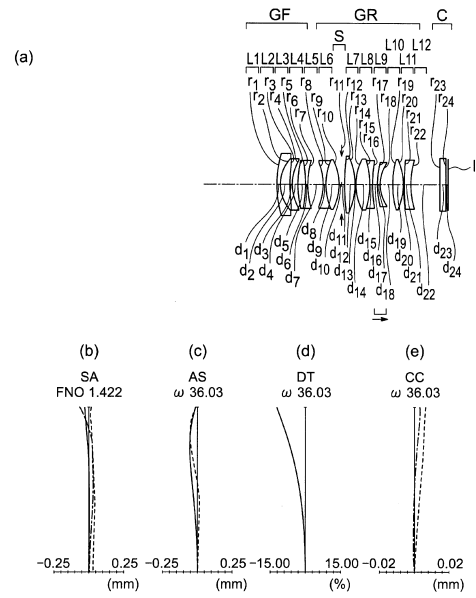 (a)
GF GR C
S
L10 L12
L1 L2 L3 L4 L5 L6 L7 L8 L9 L11
r1 r3 r5 r8 r11 r12 r17 r19 r23
r2 r4 r6 r9 r13 r18 r20 r24
r7 r10 r14 r21
r15 r22
r16
I
d1 d3 d5 d8 d11 d15 d19 d23
d2 d4 d6 d9 d12 d16 d20 d24
d7 d10 d13 d17 d21
d14 d18 d22
(b) (c) (d) (e)
SA AS DT CC
FNO 1.422 ω 36.03 ω 36.03 ω 36.03
−0.25 0.25 −0.25 0.25 −15.00 15.00 −0.02 0.02
(mm) (mm) (%) (mm)